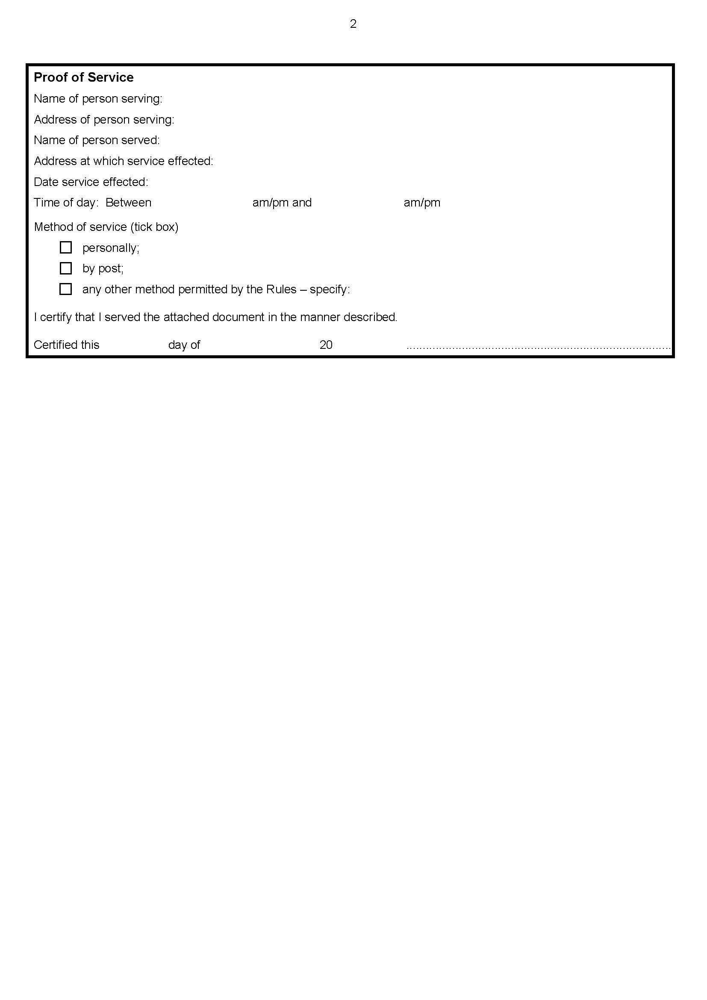 2
Proof of Service
Name of person serving:
Address of person serving:
Name of person served:
Address at which service effected:
Date service effected:
Time of day:  Between am/pm and am/pm
Method of service (tick box)
personally;
by post;
any other method permitted by the Rules – specify:
I certify that I served the attached document in the manner described.
Certified this day of 20 ....................................................................................